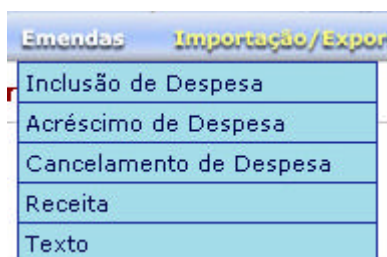 Emendas Importação/Expor
Inclusão de Despesa
Acréscimo de Despesa
Cancelamento de Despesa
Receita
Texto